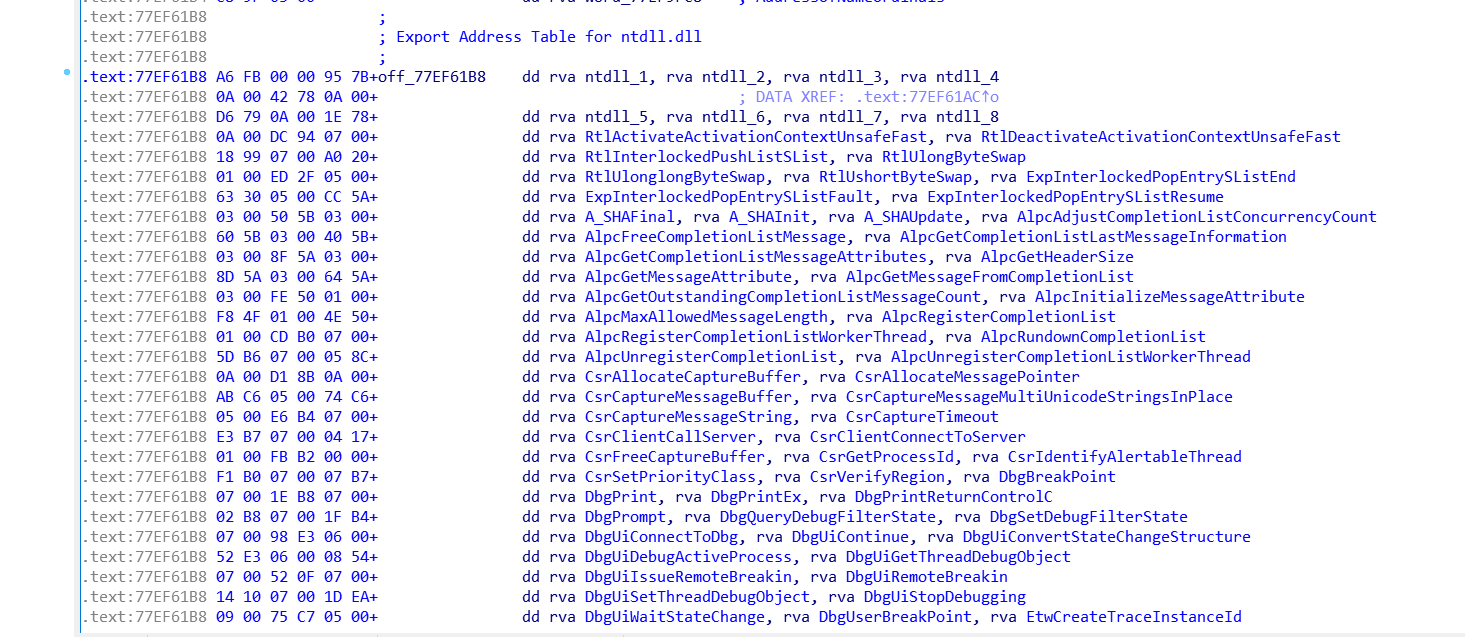 .text:77EF61B8 ;
.text:77EF61B8 ; Export Address Table for ntdll.dll
.text:77EF61B8 ;
.text:77EF61B8 A6 FB 00 00 95 7B+off_77EF61B8 dd rva ntdll_1, rva ntdll_2, rva ntdll_3, rva ntdll_4
.text:77EF61B8 0A 00 42 78 0A 00+ ; DATA XREF: .text:77EF61AC↑o
.text:77EF61B8 D6 79 0A 00 1E 78+ dd rva ntdll_5, rva ntdll_6, rva ntdll_7, rva ntdll_8
.text:77EF61B8 0A 00 DC 94 07 00+ dd rva RtlActivateActivationContextUnsafeFast, rva RtlDeactivateActivationContextUnsafeFast
.text:77EF61B8 18 99 07 00 A0 20+ dd rva RtlInterlockedPushListSList, rva RtlUlongByteSwap
.text:77EF61B8 01 00 ED 2F 05 00+ dd rva RtlUlonglongByteSwap, rva RtlUshortByteSwap, rva ExpInterlockedPopEntrySListEnd
.text:77EF61B8 63 30 05 00 CC 5A+ dd rva ExpInterlockedPopEntrySListFault, rva ExpInterlockedPopEntrySListResume
.text:77EF61B8 03 00 50 5B 03 00+ dd rva A_SHAFinal, rva A_SHAInit, rva A_SHAUpdate, rva AlpcAdjustCompletionListConcurrencyCount
.text:77EF61B8 60 5B 03 00 40 5B+ dd rva AlpcFreeCompletionListMessage, rva AlpcGetCompletionListLastMessageInformation
.text:77EF61B8 03 00 8F 5A 03 00+ dd rva AlpcGetCompletionListMessageAttributes, rva AlpcGetHeaderSize
.text:77EF61B8 8D 5A 03 00 64 5A+ dd rva AlpcGetMessageAttribute, rva AlpcGetMessageFromCompletionList
.text:77EF61B8 03 00 FE 50 01 00+ dd rva AlpcGetOutstandingCompletionListMessageCount, rva AlpcInitializeMessageAttribute
.text:77EF61B8 F8 4F 01 00 4E 50+ dd rva AlpcMaxAllowedMessageLength, rva AlpcRegisterCompletionList
.text:77EF61B8 01 00 CD B0 07 00+ dd rva AlpcRegisterCompletionListWorkerThread, rva AlpcRundownCompletionList
.text:77EF61B8 5D B6 07 00 05 8C+ dd rva AlpcUnregisterCompletionList, rva AlpcUnregisterCompletionListWorkerThread
.text:77EF61B8 0A 00 D1 8B 0A 00+ dd rva CsrAllocateCaptureBuffer, rva CsrAllocateMessagePointer
.text:77EF61B8 AB C6 05 00 74 C6+ dd rva CsrCaptureMessageBuffer, rva CsrCaptureMessageMultiUnicodeStringsInPlace
.text:77EF61B8 05 00 E6 B4 07 00+ dd rva CsrCaptureMessageString, rva CsrCaptureTimeout
.text:77EF61B8 E3 B7 07 00 04 17+ dd rva CsrClientCallServer, rva CsrClientConnectToServer
.text:77EF61B8 01 00 FB B2 00 00+ dd rva CsrFreeCaptureBuffer, rva CsrGetProcessId, rva CsrIdentifyAlertableThread
.text:77EF61B8 F1 B0 07 00 07 B7+ dd rva CsrSetPriorityClass, rva CsrVerifyRegion, rva DbgBreakPoint
.text:77EF61B8 07 00 1E B8 07 00+ dd rva DbgPrint, rva DbgPrintEx, rva DbgPrintReturnControlC
.text:77EF61B8 02 B8 07 00 1F B4+ dd rva DbgPrompt, rva DbgQueryDebugFilterState, rva DbgSetDebugFilterState
.text:77EF61B8 07 00 98 E3 06 00+ dd rva DbgUiConnectToDbg, rva DbgUiContinue, rva DbgUiConvertStateChangeStructure
.text:77EF61B8 52 E3 06 00 08 54+ dd rva DbgUiDebugActiveProcess, rva DbgUiGetThreadDebugObject
.text:77EF61B8 07 00 52 0F 07 00+ dd rva DbgUiIssueRemoteBreakin, rva DbgUiRemoteBreakin
.text:77EF61B8 14 10 07 00 1D EA+ dd rva DbgUiSetThreadDebugObject, rva DbgUiStopDebugging
.text:77EF61B8 09 00 75 C7 05 00+ dd rva DbgUiWaitStateChange, rva DbgUserBreakPoint, rva EtwCreateTraceInstanceId